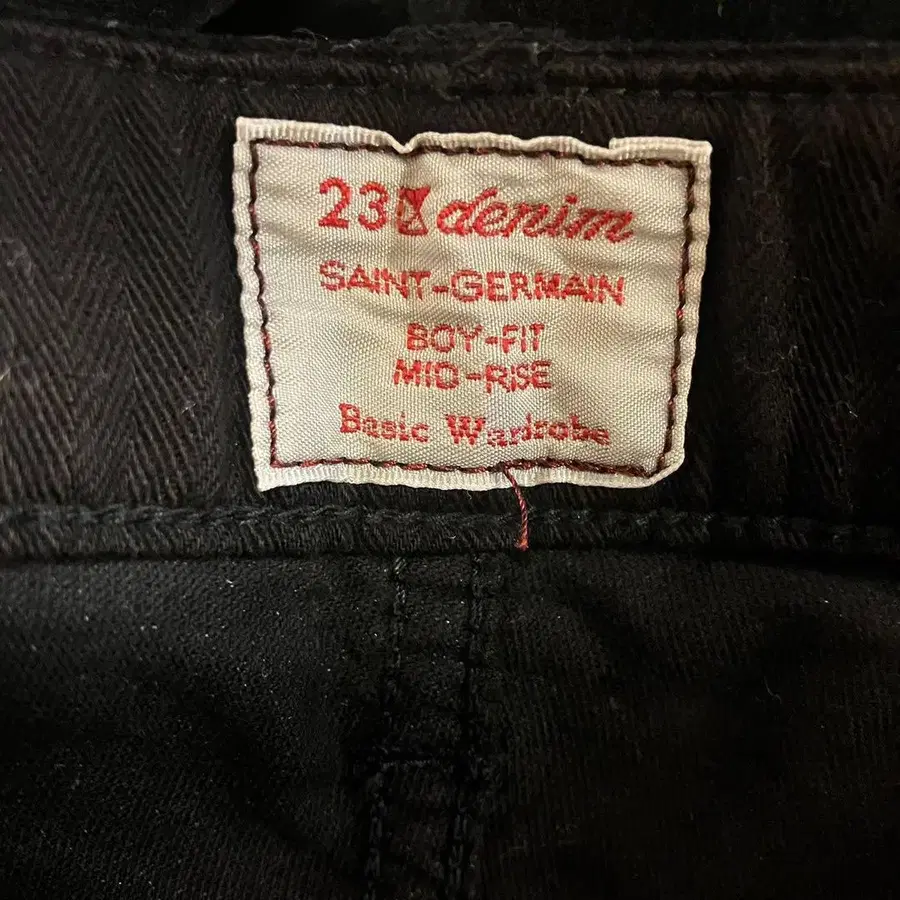 23 denim
SAINT-GERMAIN
BOY-FIT
MID-RISE
Basic Wardrobe